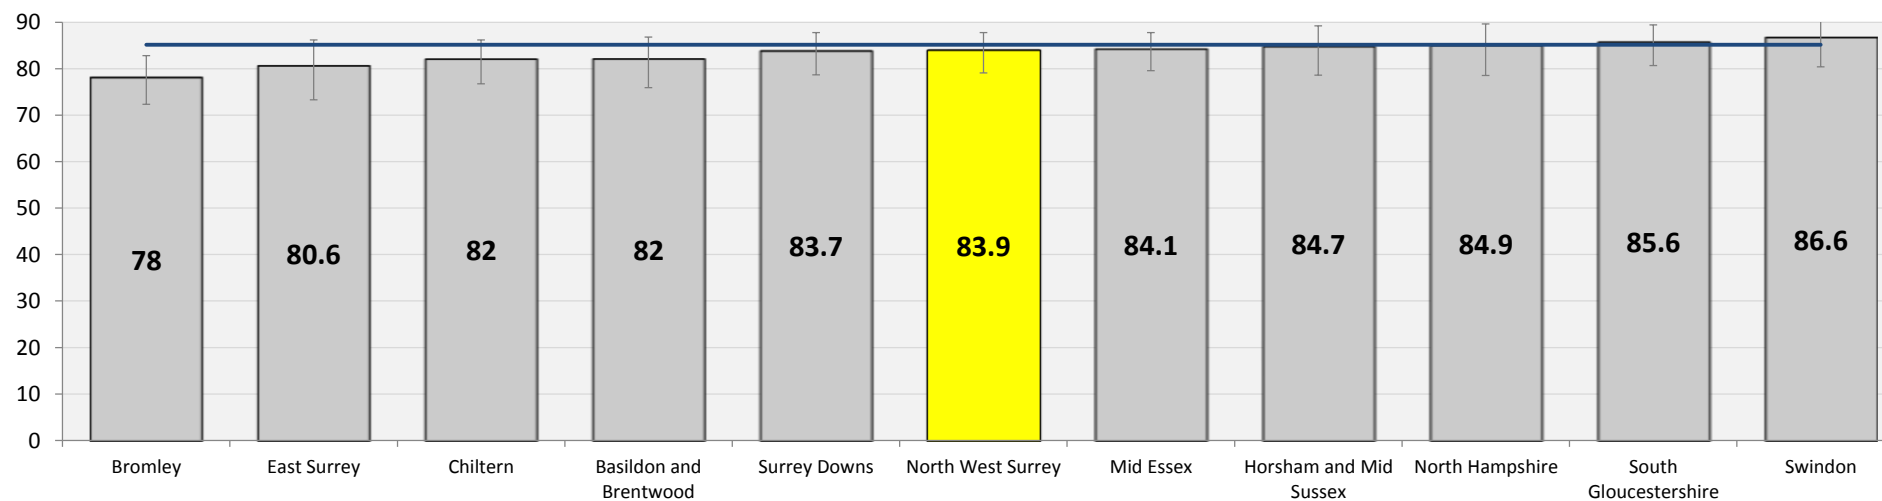 90
80
70
60
50
40
30
20
10
0
78
80.6
82
82
83.7
83.9
84.1
84.7
84.9
85.6
86.6
Bromley
East Surrey
Chiltern
Basildon and
Brentwood
Surrey Downs
North West Surrey
Mid Essex
Horsham and Mid
Sussex
North Hampshire
South
Gloucestershire
Swindon